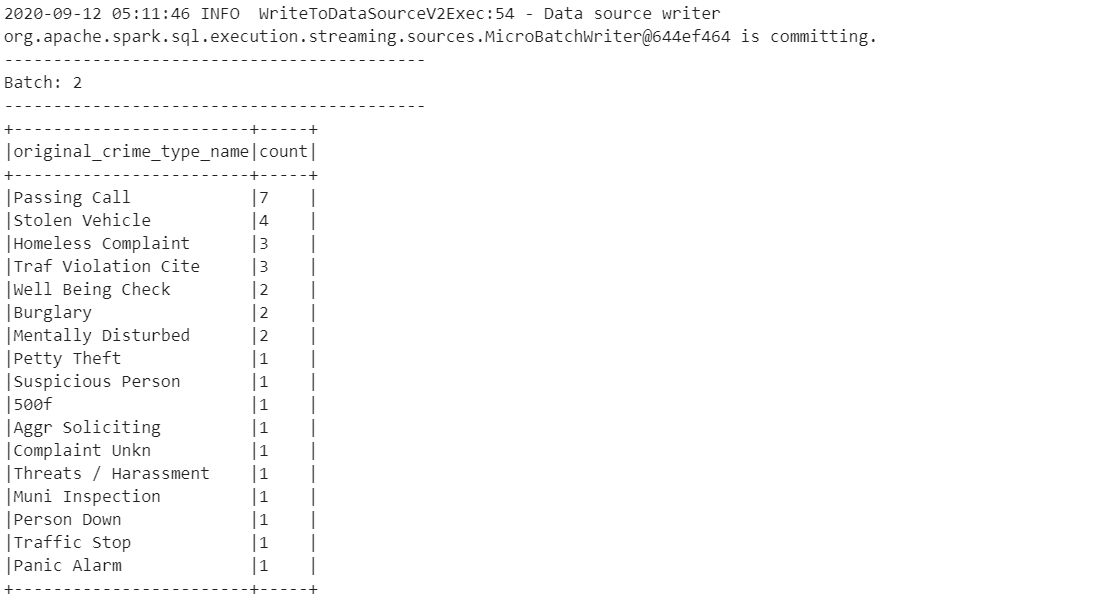 2020-09-12 05:11:46 INFO  WriteToDataSourceV2Exec:54 - Data source writer
org.apache.spark.sql.execution.streaming.sources.MicroBatchWriter@644ef464 is committing.
-------------------------------------------
Batch: 2
-------------------------------------------
+------------------------+-----+
|original_crime_type_name|count|
+------------------------+-----+
|Passing Call            |7    |
|Stolen Vehicle          |4    |
|Homeless Complaint      |3    |
|Traf Violation Cite     |3    |
|Well Being Check        |2    |
|Burglary                |2    |
|Mentally Disturbed      |2    |
|Petty Theft             |1    |
|Suspicious Person       |1    |
|500f                    |1    |
|Aggr Soliciting         |1    |
|Complaint Unkn          |1    |
|Threats / Harassment    |1    |
|Muni Inspection         |1    |
|Person Down             |1    |
|Traffic Stop            |1    |
|Panic Alarm             |1    |
+------------------------+-----+